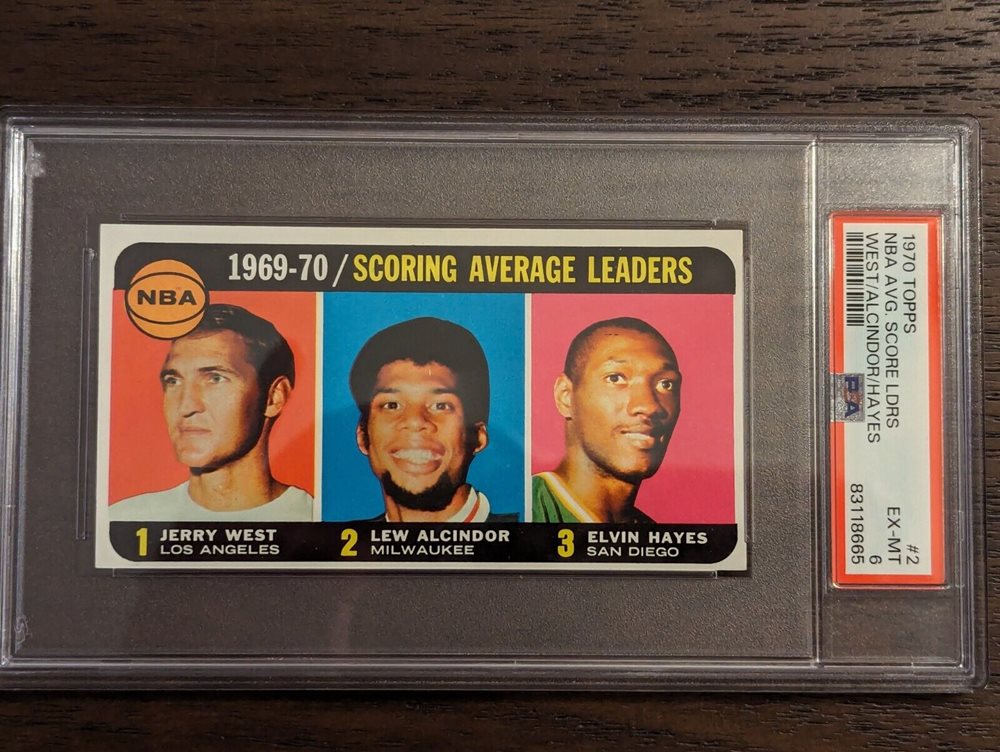 1969-70/SCORING AVERAGE LEADERS
NBA
1 JERRY WEST
LOS ANGELES
2 LEW ALCINDOR
MILWAUKEE
3 ELVIN HAYES
SAN DIEGO
1970 TOPPS #2
NBA AVG. SCORE LDRS EX-MT
WEST/ALCINDOR/HAYES 6
PSA
83118665